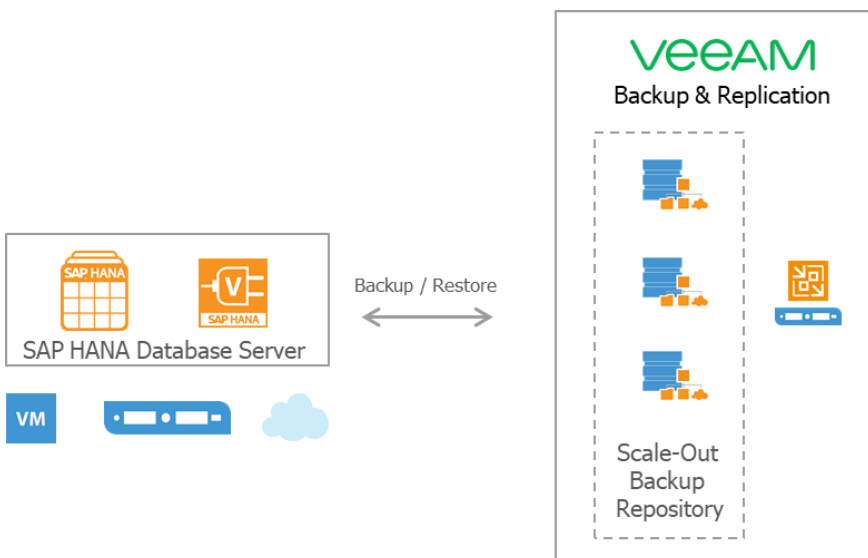 VEEAM
Backup & Replication
SAP HANA
V
SAP HANA
SAP HANA Database Server
Backup / Restore
VM
Scale-Out
Backup
Repository